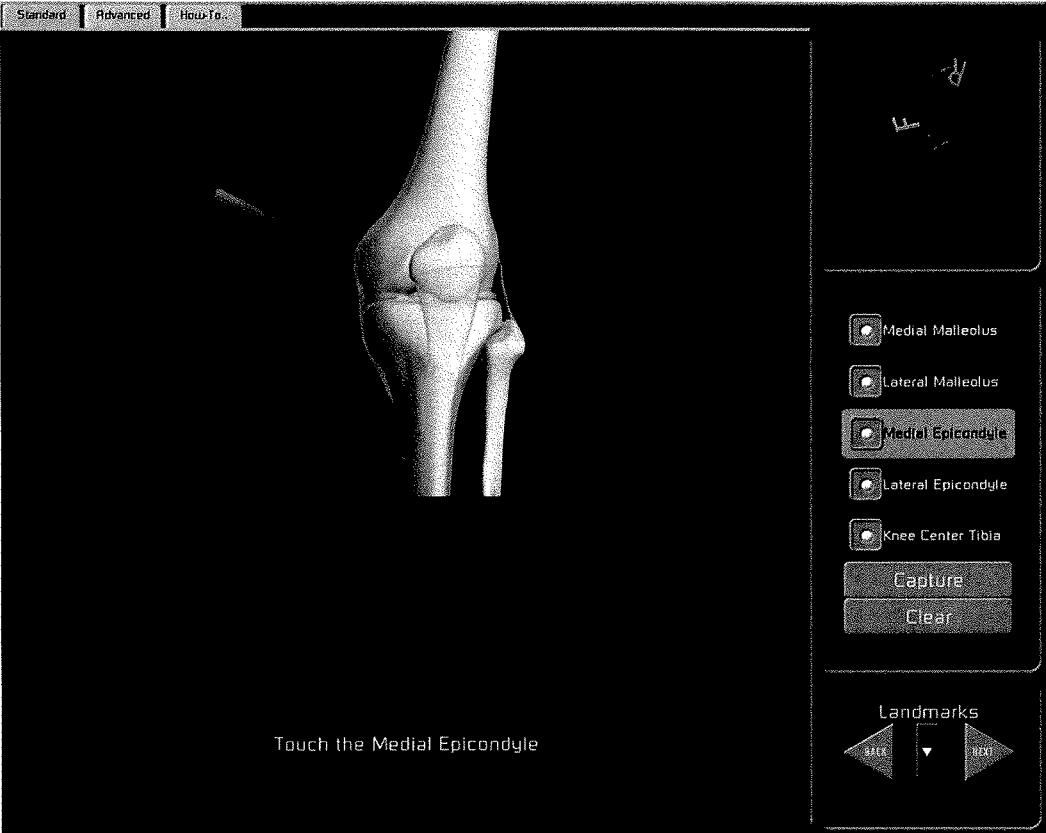 Standard
Advanced
How-To..
R
F
Medial Malleolus
Lateral Malleolus
Medial Epicondyle
Lateral Epicondyle
Knee Center Tibia
Capture
Clear
Touch the Medial Epicondyle
Landmarks
BACK
NEXT